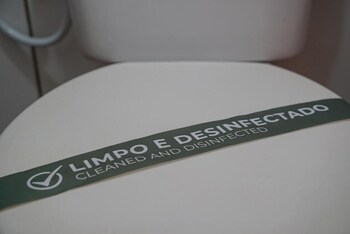 LIMPO E DESINFECTADO
CLEANED AND DISINFECTED